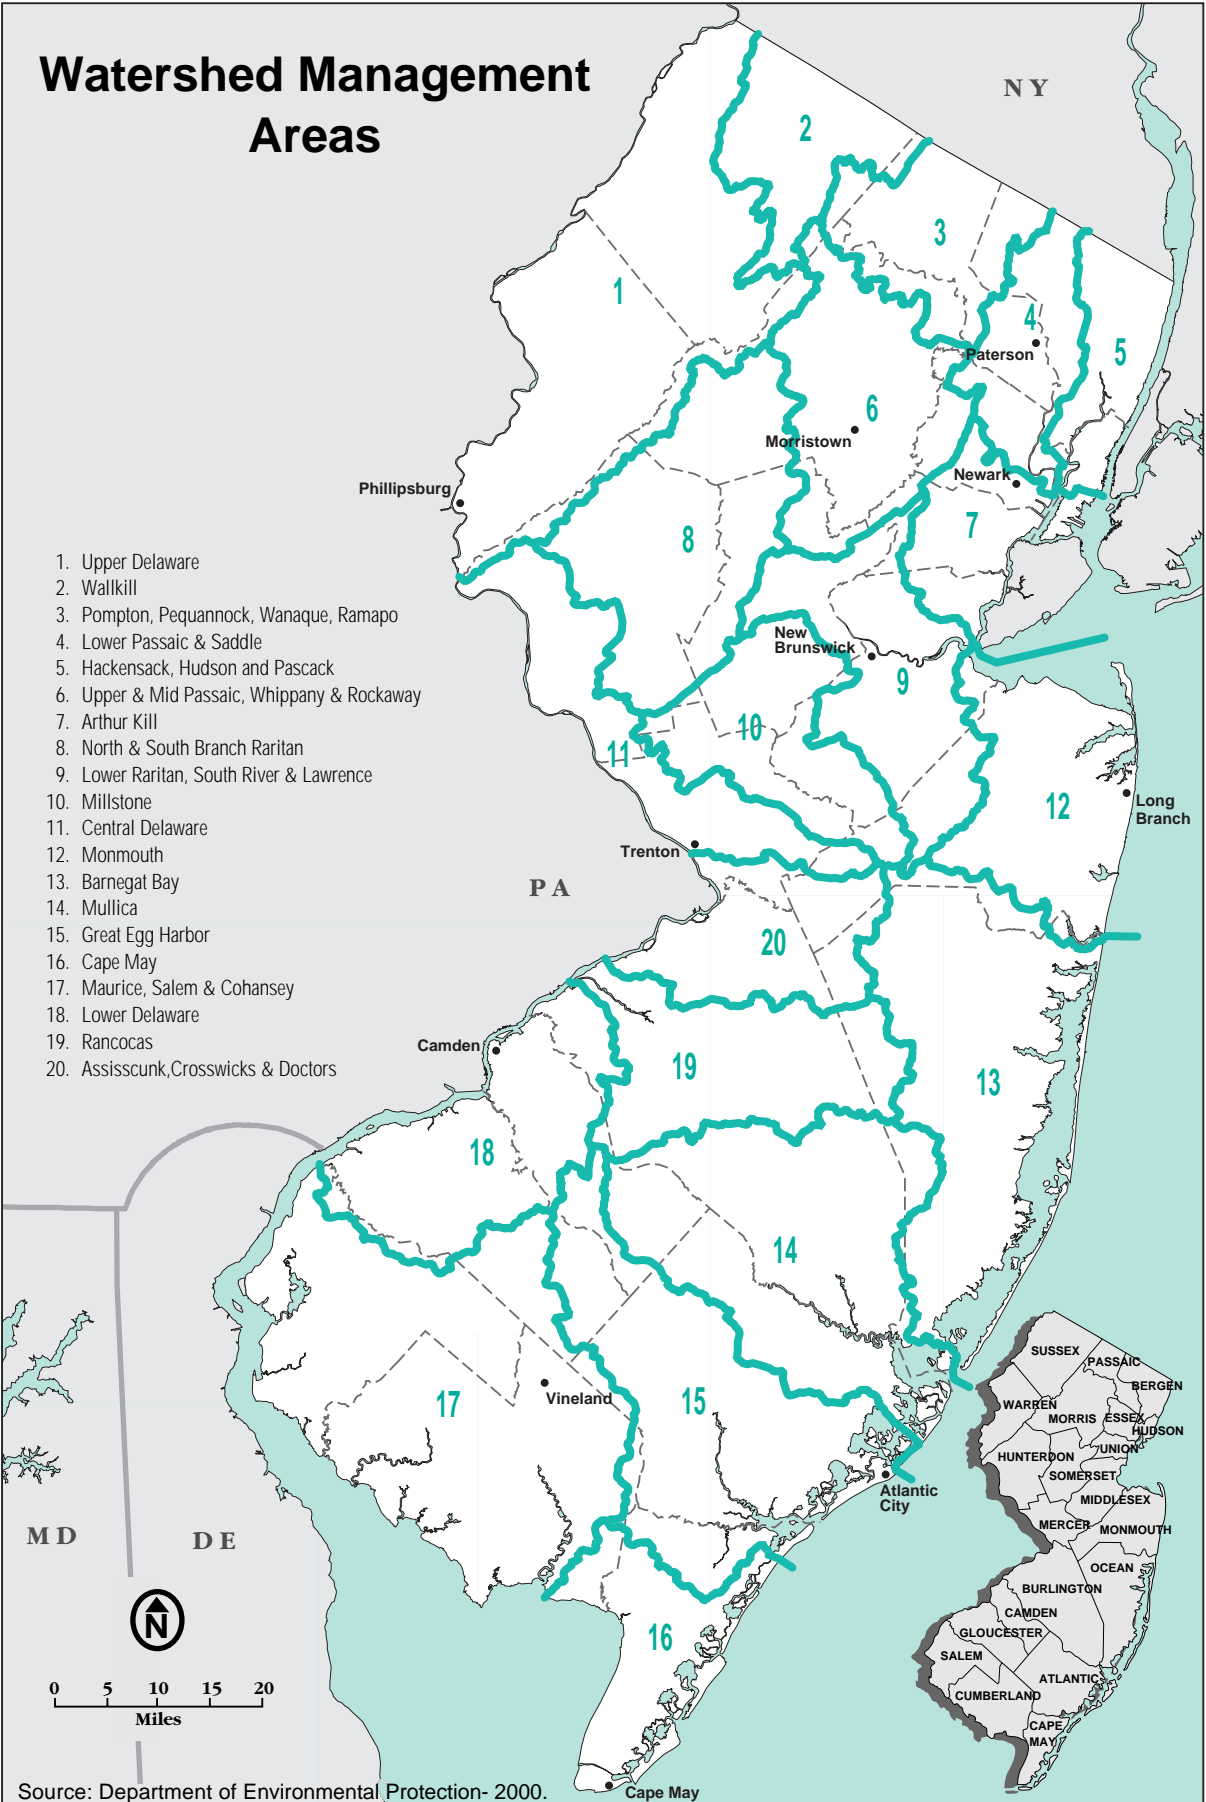 Watershed Management
Areas
NY
2
3
1
4
Paterson
5
6
Morristown
Newark
Phillipsburg
7
8
1. Upper Delaware
2. Wallkill
3. Pompton, Pequannock, Wanaque, Ramapo
4. Lower Passaic & Saddle
5. Hackensack, Hudson and Pascack
6. Upper & Mid Passaic, Whippany & Rockaway
7. Arthur Kill
8. North & South Branch Raritan
9. Lower Raritan, South River & Lawrence
10. Millstone
11. Central Delaware
12. Monmouth
13. Barnegat Bay
14. Mullica
15. Great Egg Harbor
16. Cape May
17. Maurice, Salem & Cohansey
18. Lower Delaware
19. Rancocas
20. Assisscunk,Crosswicks & Doctors
New
Brunswick
9
10
11
12
Long
Branch
Trenton
PA
20
Camden
19
13
18
14
17
Vineland
15
Atlantic
City
MD
DE
N
16
0 5 10 15 20
Miles
Cape May
Source: Department of Environmental Protection- 2000.
SUSSEX
PASSAIC
BERGEN
WARREN
MORRIS
ESSEX
HUDSON
UNION
HUNTERDON
SOMERSET
MIDDLESEX
MERCER
MONMOUTH
OCEAN
BURLINGTON
CAMDEN
GLOUCESTER
SALEM
ATLANTIC
CUMBERLAND
CAPE
MAY